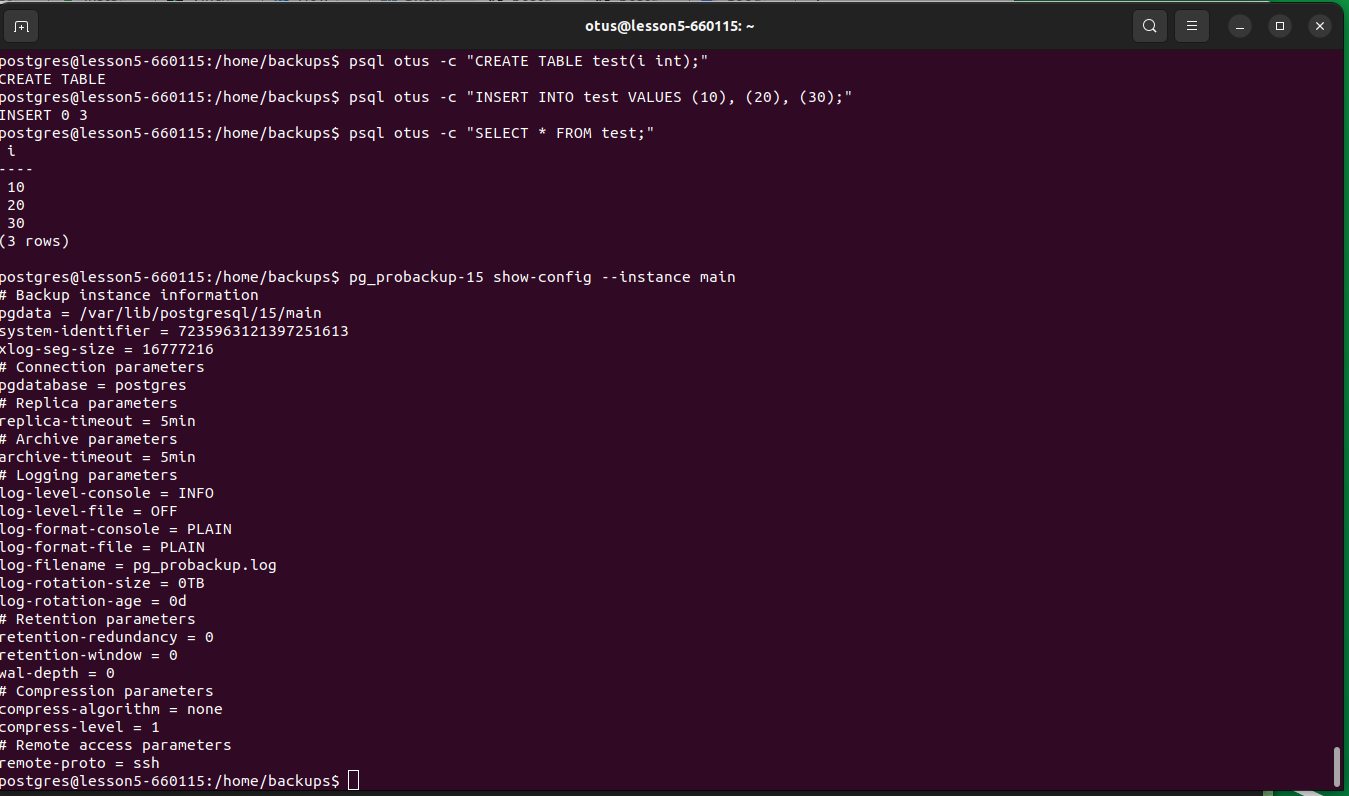 otus@lesson5-660115: ~
postgres@lesson5-660115:/home/backups$ psql otus -c "CREATE TABLE test(i int);"
CREATE TABLE
postgres@lesson5-660115:/home/backups$ psql otus -c "INSERT INTO test VALUES (10), (20), (30);"
INSERT 0 3
postgres@lesson5-660115:/home/backups$ psql otus -c "SELECT * FROM test;"
 i
----
 10
 20
 30
(3 rows)

postgres@lesson5-660115:/home/backups$ pg_probackup-15 show-config --instance main
# Backup instance information
pgdata = /var/lib/postgresql/15/main
system-identifier = 7235963121397251613
xlog-seg-size = 16777216
# Connection parameters
pgdatabase = postgres
# Replica parameters
replica-timeout = 5min
# Archive parameters
archive-timeout = 5min
# Logging parameters
log-level-console = INFO
log-level-file = OFF
log-format-console = PLAIN
log-format-file = PLAIN
log-filename = pg_probackup.log
log-rotation-size = 0TB
log-rotation-age = 0d
# Retention parameters
retention-redundancy = 0
retention-window = 0
wal-depth = 0
# Compression parameters
compress-algorithm = none
compress-level = 1
# Remote access parameters
remote-proto = ssh
postgres@lesson5-660115:/home/backups$